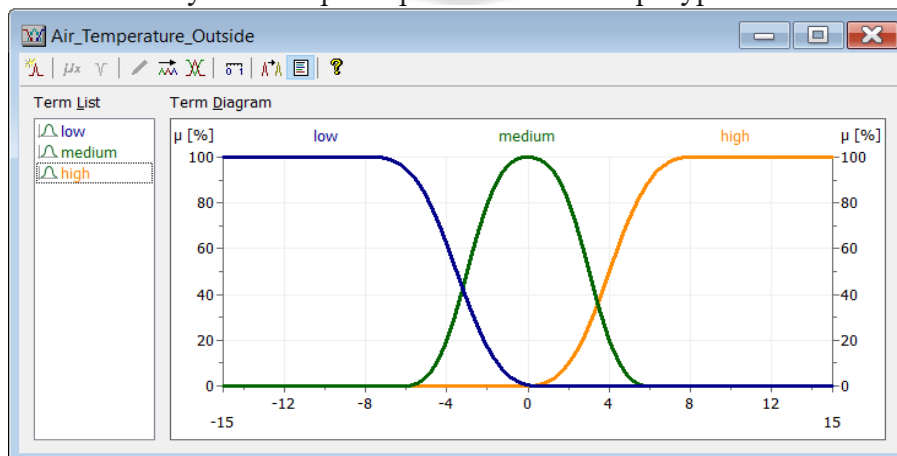 Air_Temperature_Outside
μx
Term List
Term Diagram
low
medium
high
μ [%]
low
medium
high
μ [%]
100
80
60
40
20
0
100
80
60
40
20
0
-12
-8
-4
0
4
8
12
-15
15